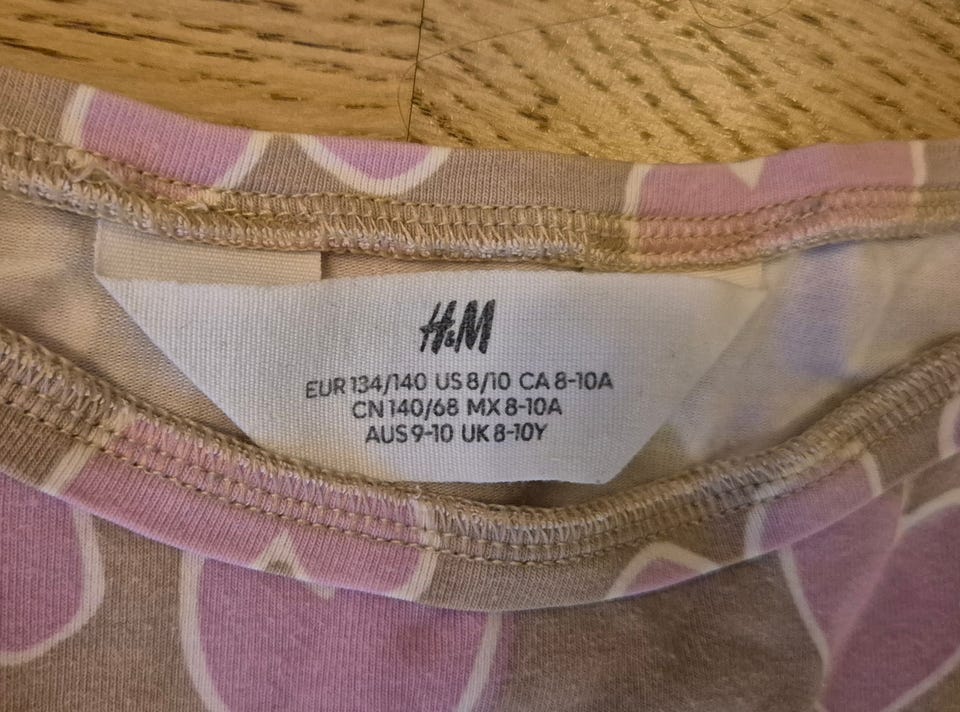 H&M
EUR 134/140 US 8/10 CA 8-10A
CN 140/68 MX 8-10A
AUS 9-10 UK 8-10Y